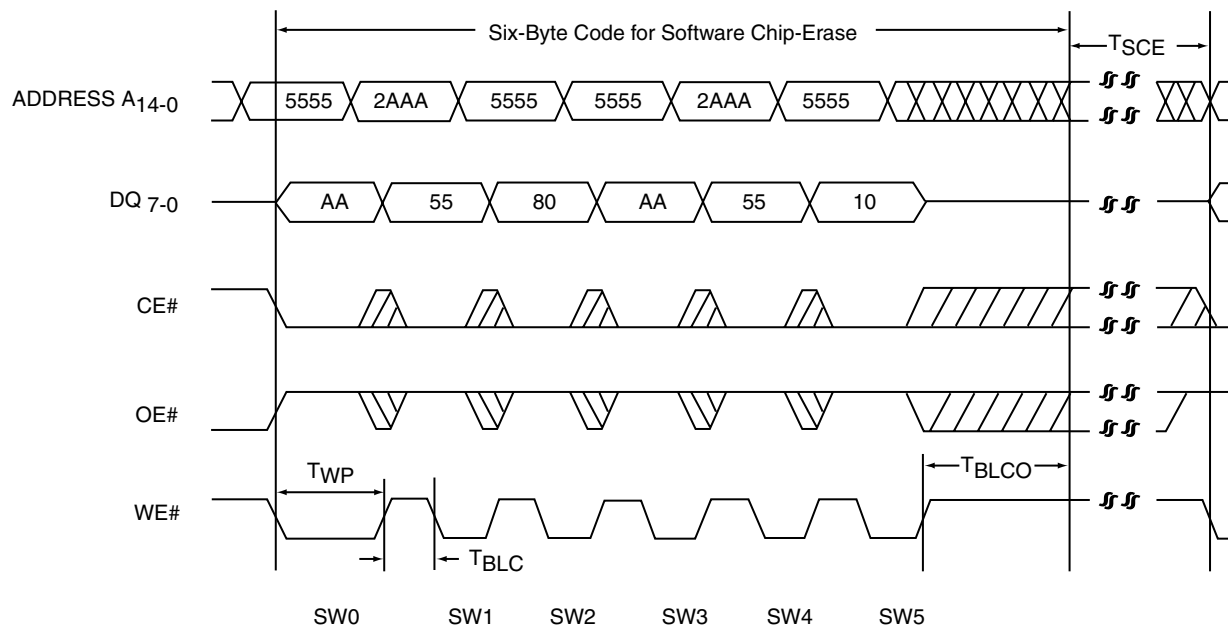 Six-Byte Code for Software Chip-Erase
TSCE
ADDRESS A14-0
5555 2AAA 5555 5555 2AAA 5555
DQ 7-0
AA 55 80 AA 55 10
CE#
OE#
TWP
TBLCO
WE#
TBLC
SW0 SW1 SW2 SW3 SW4 SW5